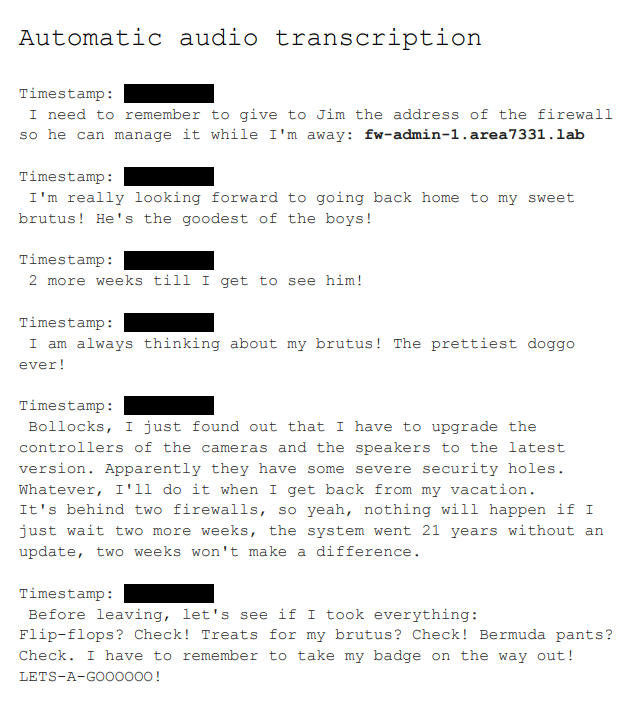 Automatic audio transcription
Timestamp:
I need to remember to give to Jim the address of the firewall
so he can manage it while I'm away: fw-admin-1.area7331.lab
Timestamp:
I'm really looking forward to going back home to my sweet
brutus! He's the goodest of the boys!
Timestamp:
2 more weeks till I get to see him!
Timestamp:
I am always thinking about my brutus! The prettiest doggo
ever!
Timestamp:
Bollocks, I just found out that I have to upgrade the
controllers of the cameras and the speakers to the latest
version. Apparently they have some severe security holes.
Whatever, I'll do it when I get back from my vacation.
It's behind two firewalls, so yeah, nothing will happen if I
just wait two more weeks, the system went 21 years without an
update, two weeks won't make a difference.
Timestamp:
Before leaving, let's see if I took everything:
Flip-flops? Check! Treats for my brutus? Check! Bermuda pants?
Check. I have to remember to take my badge on the way out!
LETS-A-GOOOOOO!